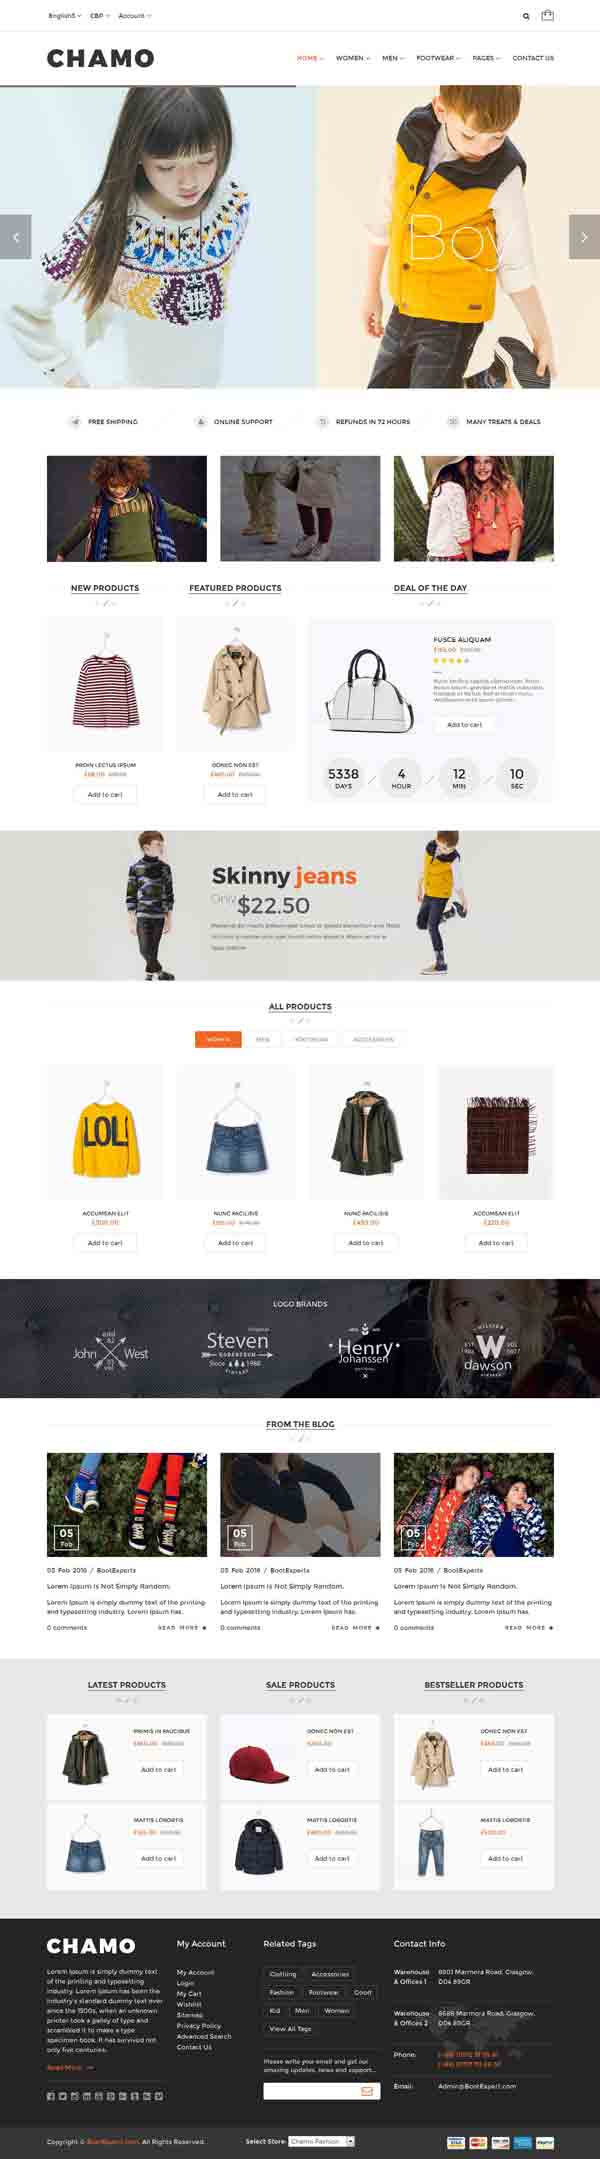 English$ CBP Account
CHAMO
HOME WOMEN MEN FOOTWEAR PAGES CONTACT US
Girl
Boy
FREE SHIPPING ONLINE SUPPORT REFUNDS IN 72 HOURS MANY TREATS & DEALS
NEW PRODUCTS FEATURED PRODUCTS DEAL OF THE DAY
FUSCE ALIQUAM
Add to cart
PROIN LECTUS IPSUM DONEC NON EST
Add to cart Add to cart
5338 4 12 10
DAYS HOUR MIN SEC
Skinny jeans
Only $22.50
ALL PRODUCTS
WOMEN MEN FOOTWEAR ACCESSORIES
LOL
ACCUMSAN ELIT NUNC FACILISIS NUNC FACILISIS ACCUMSAN ELIT
Add to cart Add to cart Add to cart Add to cart
LOGO BRANDS
John West
Steven
ROBERTSON
Since 1980
VINTAGE
Henry
Johanssen
HILLIER
W
dawson
VINTAGE
FROM THE BLOG
05
Feb
05
Feb
05
Feb
05 Feb 2016 / BootExperts
Lorem Ipsum is Not Simply Random.
Lorem Ipsum is simply dummy text of the printing
and typesetting industry. Lorem Ipsum has.
0 comments READ MORE
05 Feb 2016 / BootExperts
Lorem Ipsum is Not Simply Random.
Lorem Ipsum is simply dummy text of the printing
and typesetting industry. Lorem Ipsum has.
0 comments READ MORE
05 Feb 2016 / BootExperts
Lorem Ipsum is Not Simply Random.
Lorem Ipsum is simply dummy text of the printing
and typesetting industry. Lorem Ipsum has.
0 comments READ MORE
LATEST PRODUCTS SALE PRODUCTS BESTSELLER PRODUCTS
PRIMIS IN FAUCIBUS DONEC NON EST DONEC NON EST
Add to cart Add to cart Add to cart
MATTIS LOBORTIS MATTIS LOBORTIS MATTIS LOBORTIS
Add to cart Add to cart Add to cart
CHAMO
Lorem Ipsum is simply dummy text
of the printing and typesetting
industry. Lorem Ipsum has been the
industry's standard dummy text ever
since the 1500s, when an unknown
printer took a galley of type and
scrambled it to make a type
specimen book. It has survived not
only five centuries.
Read More
My Account
My Account
Login
My Cart
Wishlist
Sitemap
Privacy Policy
Advanced Search
Contact Us
Related Tags
Clothing Accessories
Fashion Footwear Good
Kid Men Women
View All Tags
Please write your email and get our
amazing updates, news and support...
Contact Info
Warehouse & Offices 1
8901 Marmora Road, Glasgow, D04 89GR
Warehouse & Offices 2
8688 Marmora Road, Glasgow, D04 89GR
Phone:
Email: Admin@BootExpert.com
Copyright © BootExpert.com. All Rights Reserved.
Select Store: Chamo Fashion
VISA MasterCard DISCOVER PayPal